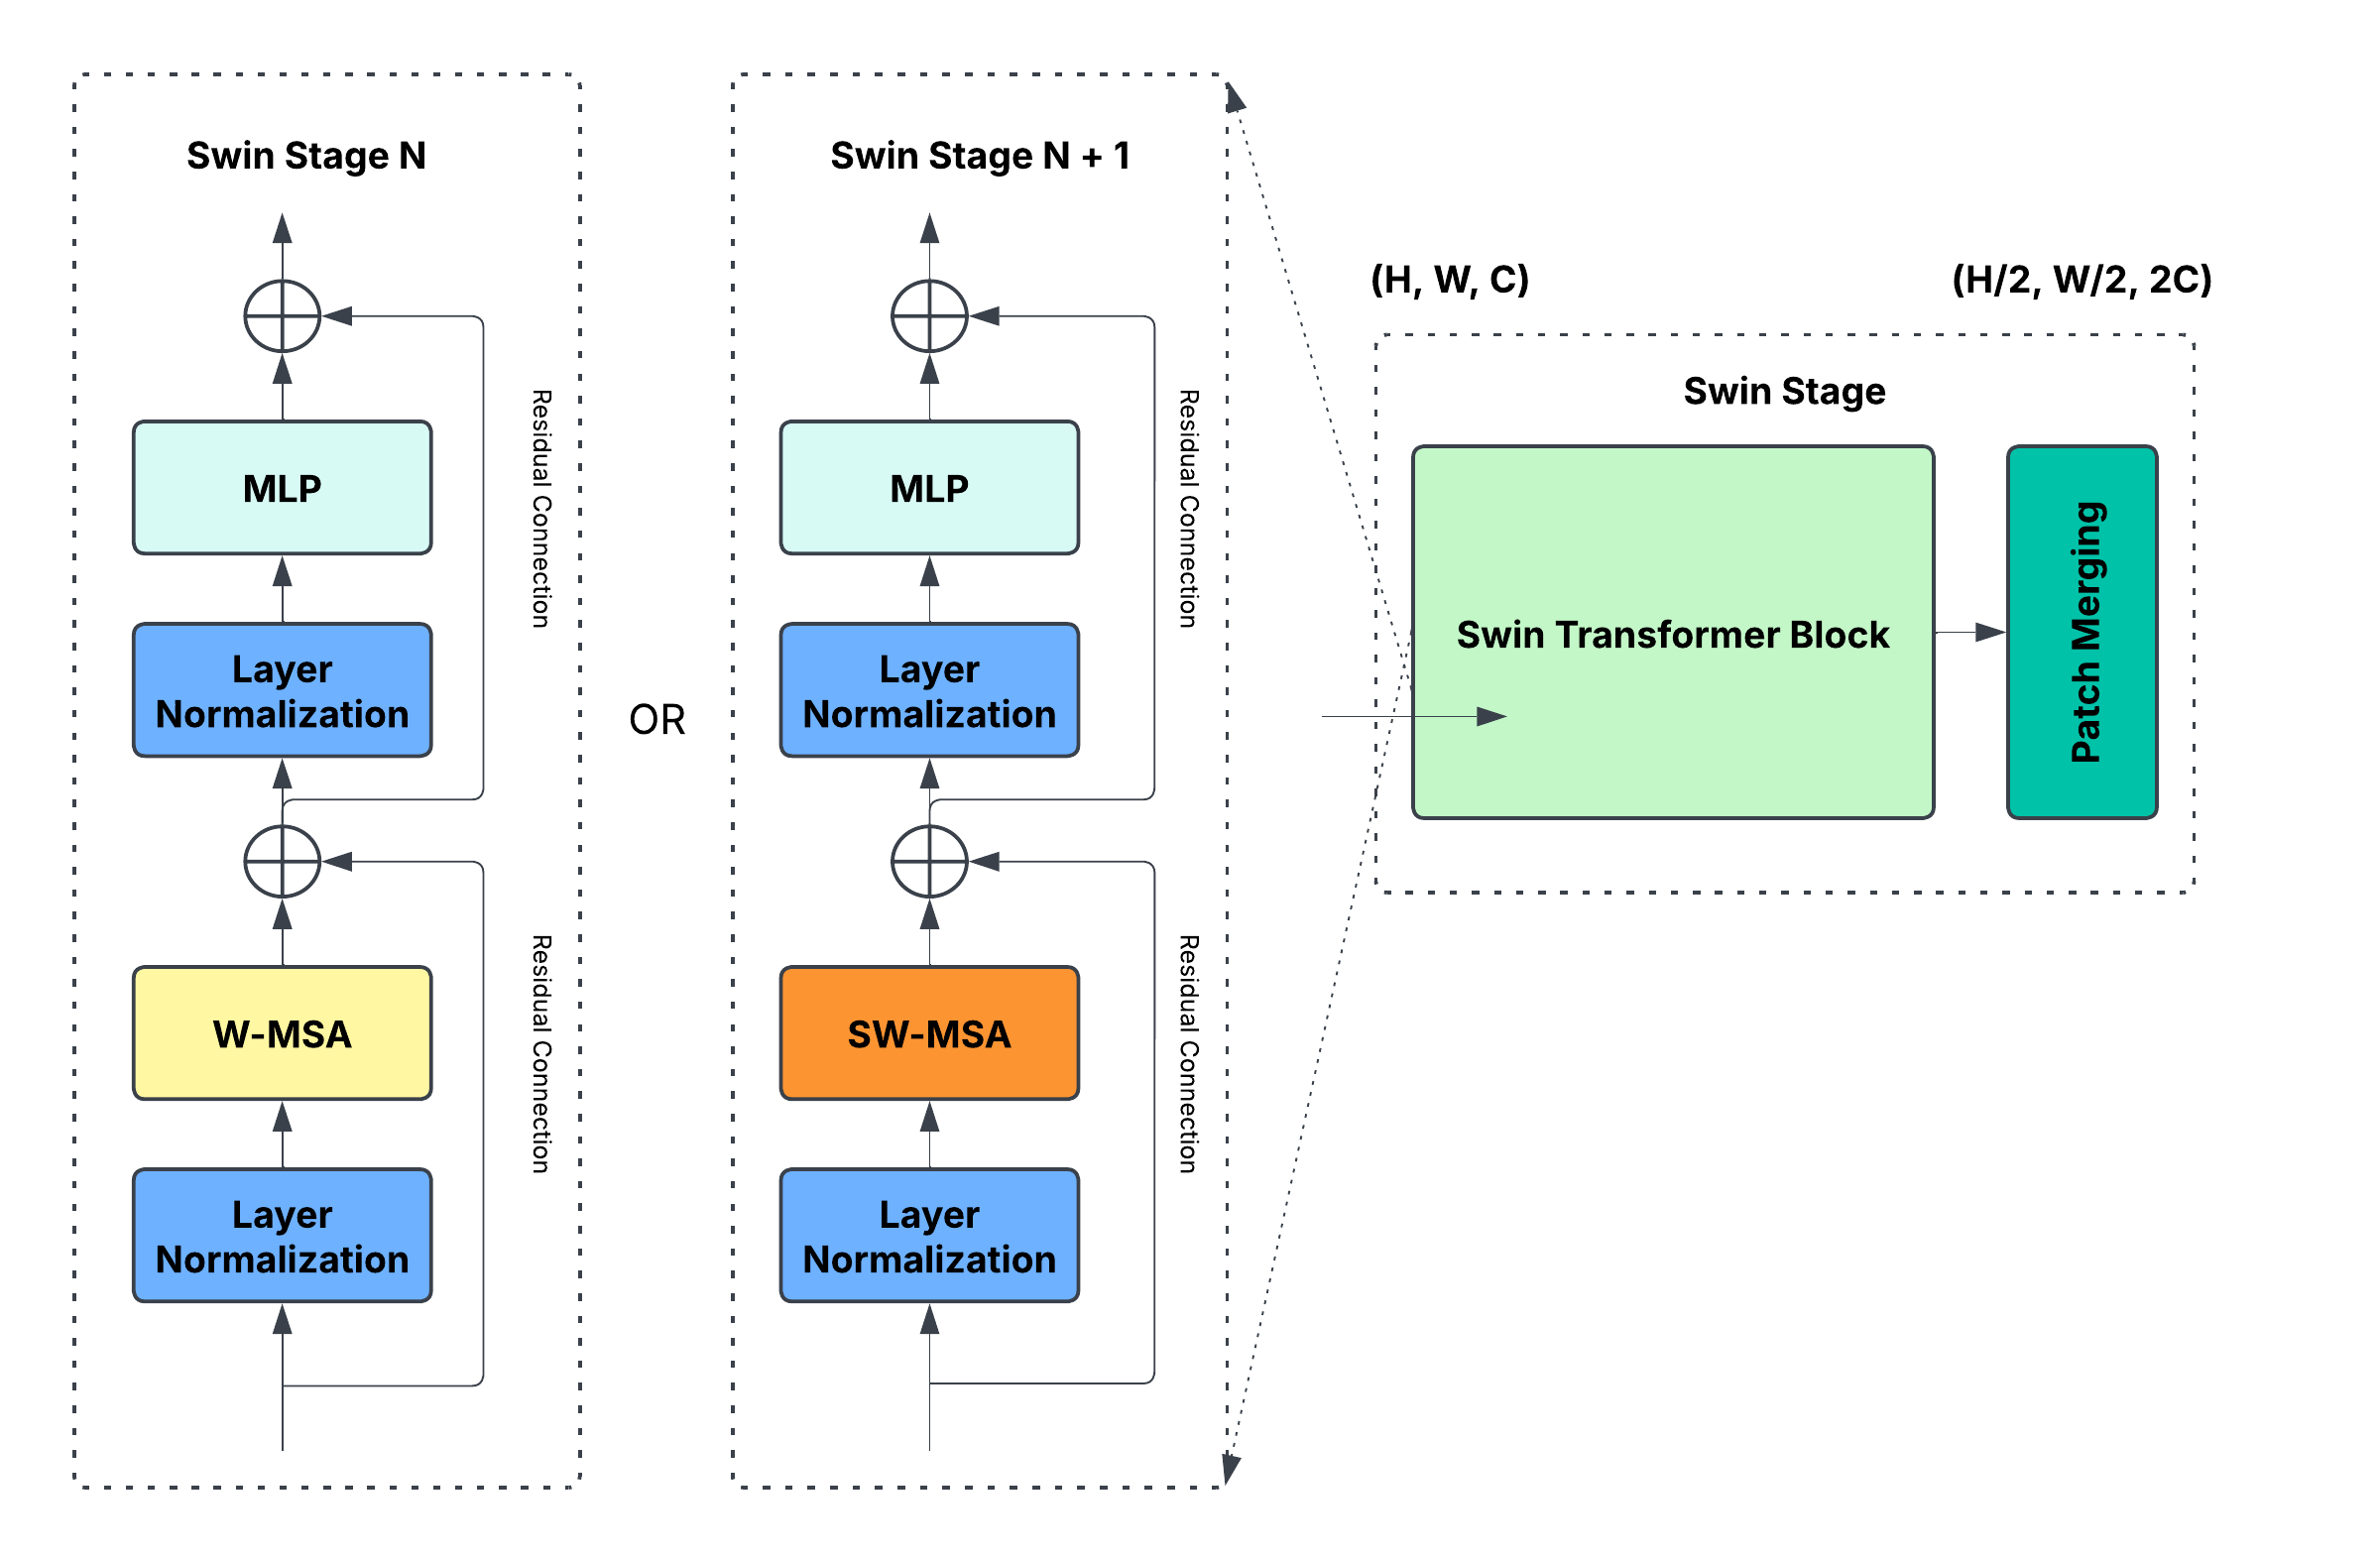 Swin Stage N
MLP
Layer
Normalization
Residual Connection
W-MSA
Layer
Normalization
Residual Connection
OR
Swin Stage N + 1
MLP
Layer
Normalization
Residual Connection
SW-MSA
Layer
Normalization
Residual Connection
(H, W, C)
(H/2, W/2, 2C)
Swin Stage
Swin Transformer Block
Patch Merging